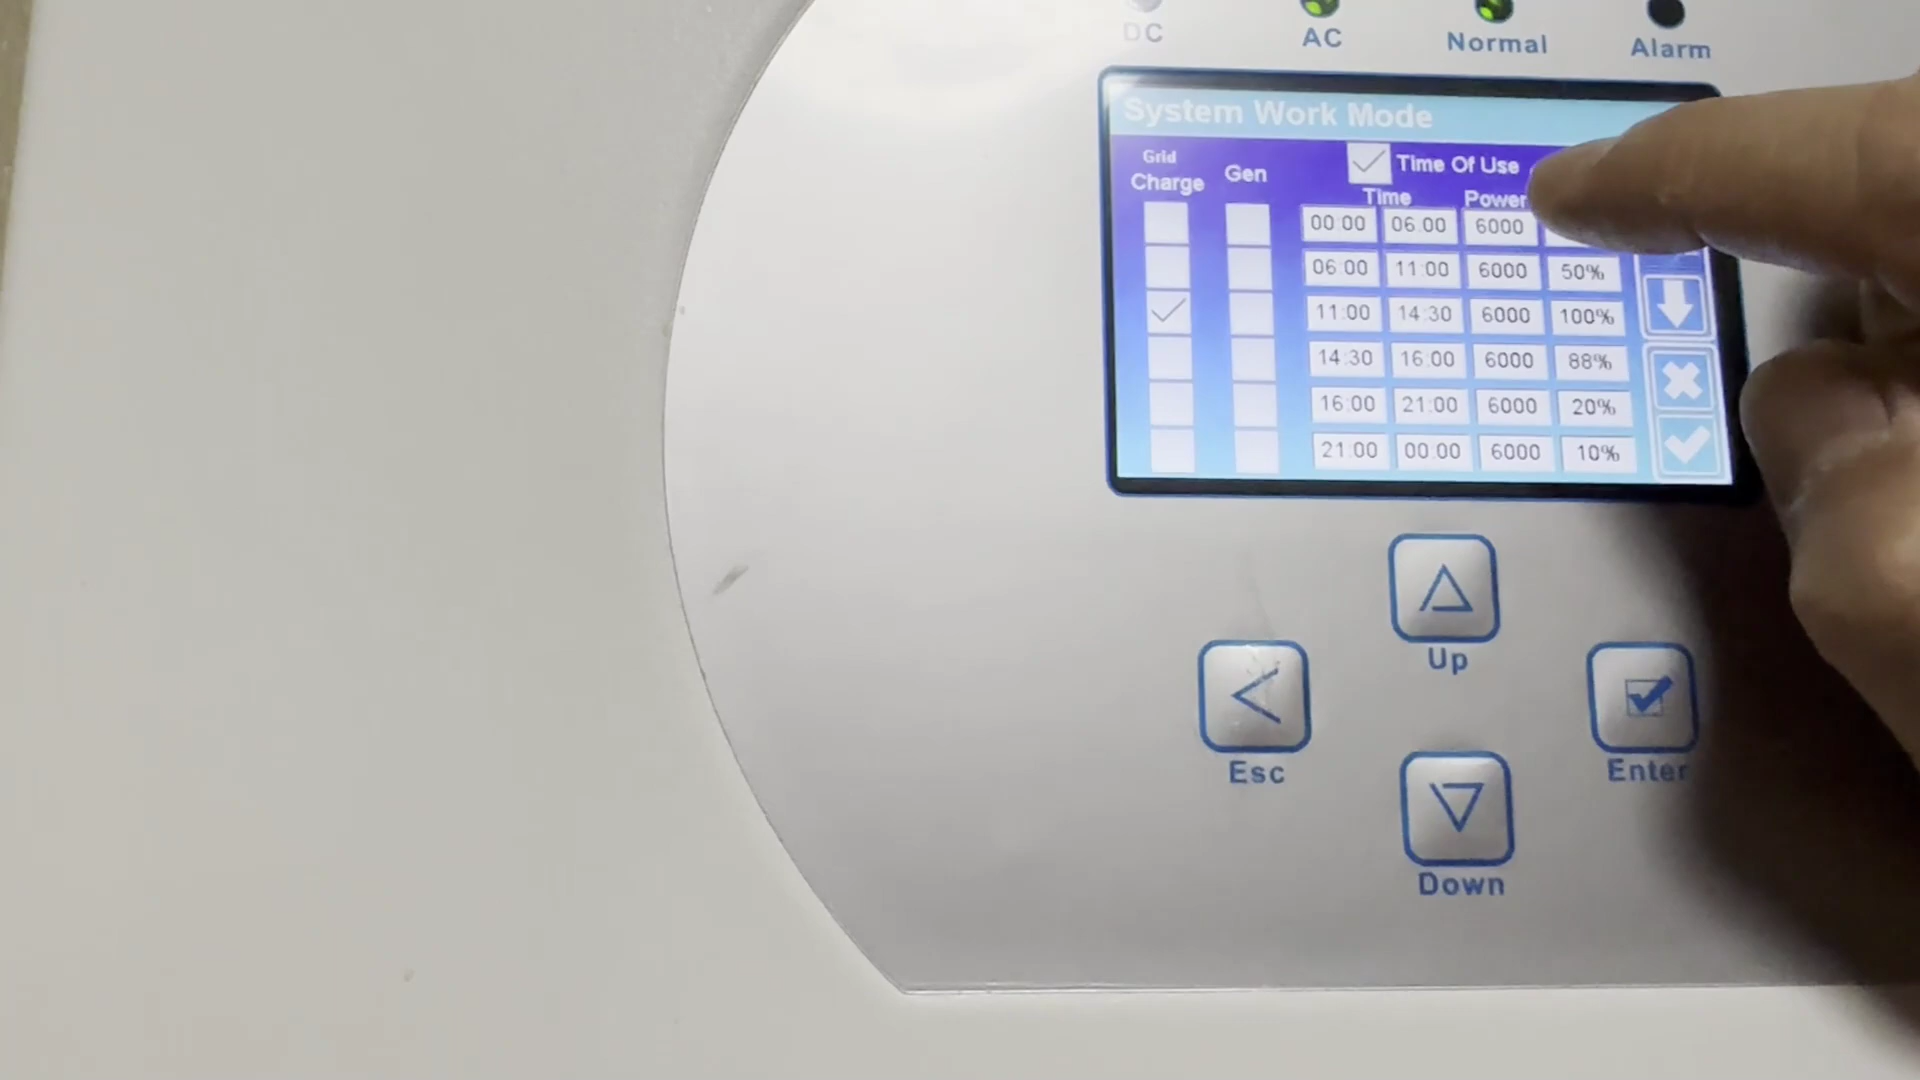 DC AC Normal Alarm
System Work Mode
Grid
Charge Gen Time Of Use
Time Power
00:00 06:00 6000
06:00 11:00 6000 50%
11:00 14:30 6000 100%
14:30 16:00 6000 88%
16:00 21:00 6000 20%
21:00 00:00 6000 10%
Up
Esc Enter
Down